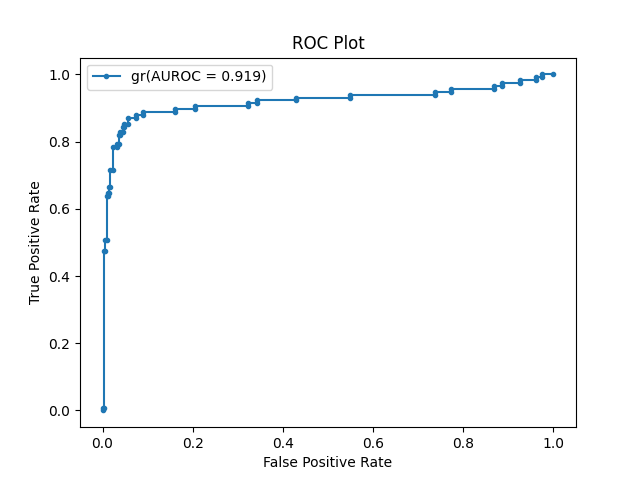 ROC Plot
gr(AUROC = 0.919)
1.0
0.8
0.6
0.4
0.2
0.0
True Positive Rate
0.0 0.2 0.4 0.6 0.8 1.0
False Positive Rate